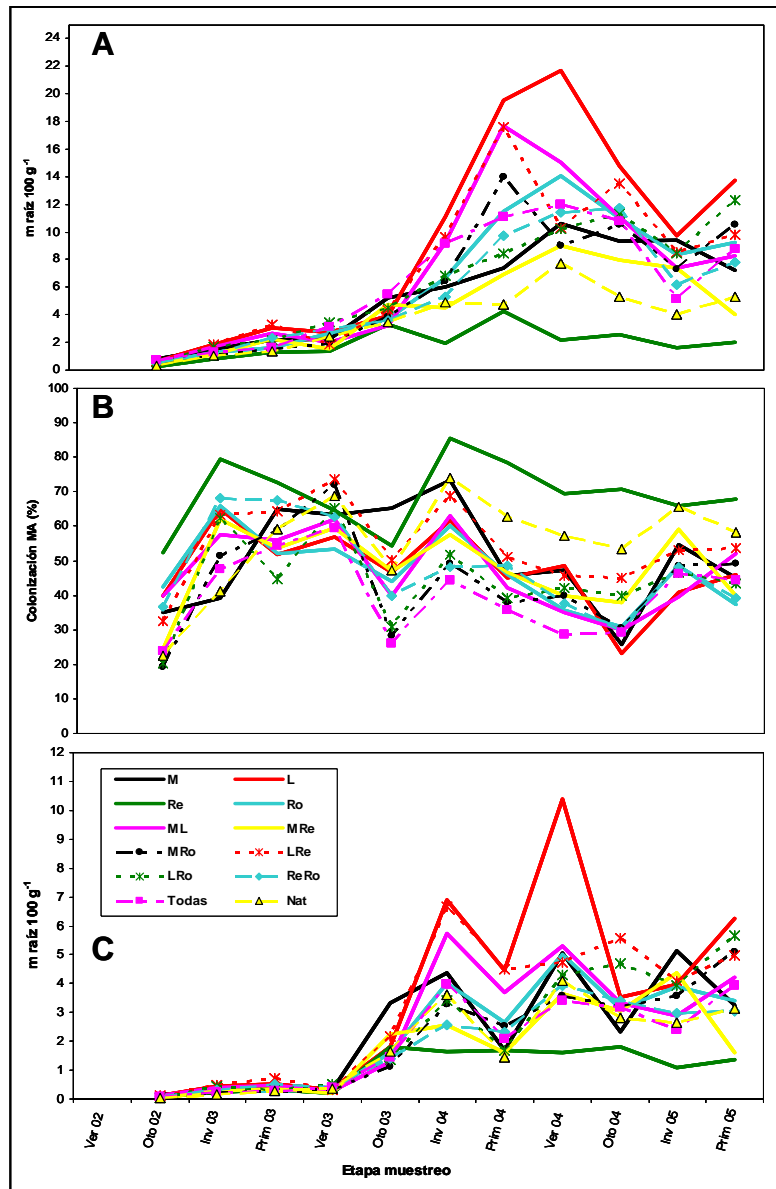 A
m raíz 100 g⁻¹
24
22
20
18
16
14
12
10
8
6
4
2
0
B
Colonización MA (%)
100
90
80
70
60
50
40
30
20
10
0
C
m raíz 100 g⁻¹
12
11
10
9
8
7
6
5
4
3
2
1
0
M L
Re Ro
ML MRe
MRo LRe
LRo ReRo
Todas Nat
Ver 02 Oto 02 Inv 03 Prim 03 Ver 03 Oto 03 Inv 04 Prim 04 Ver 04 Oto 04 Inv 05 Prim 05
Etapa muestreo